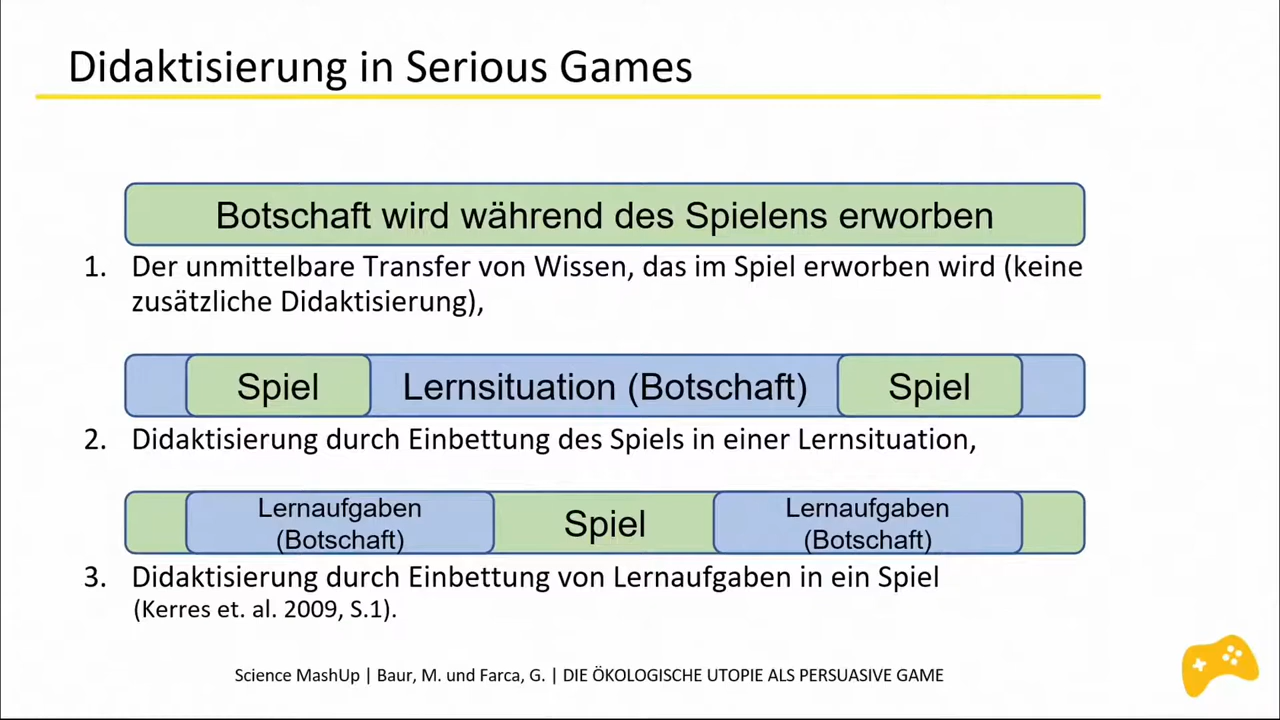 Didaktisierung in Serious Games
Botschaft wird während des Spielens erworben
1. Der unmittelbare Transfer von Wissen, das im Spiel erworben wird (keine
zusätzliche Didaktisierung),
Spiel Lernsituation (Botschaft) Spiel
2. Didaktisierung durch Einbettung des Spiels in einer Lernsituation,
Lernaufgaben
(Botschaft)
Spiel
Lernaufgaben
(Botschaft)
3. Didaktisierung durch Einbettung von Lernaufgaben in ein Spiel
(Kerres et. al. 2009, S.1).
Science MashUp | Baur, M. und Farca, G. | DIE ÖKOLOGISCHE UTOPIE ALS PERSUASIVE GAME